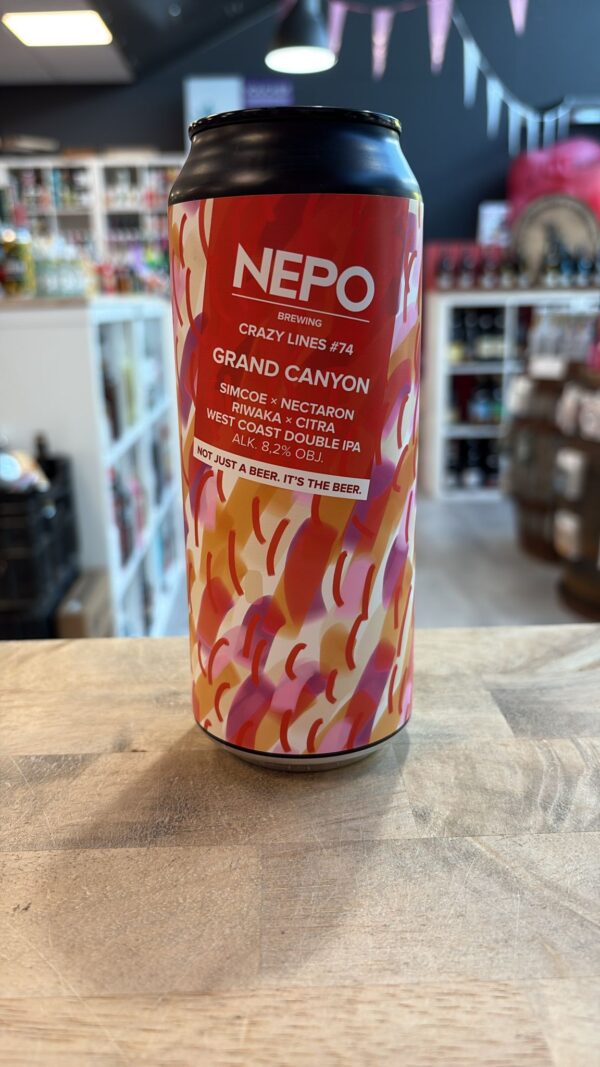 NEPO
BREWING
CRAZY LINES #74
GRAND CANYON
SIMCOE × NECTARON
RIWAKA × CITRA
WEST COAST DOUBLE IPA
ALK. 8,2% OBJ.
NOT JUST A BEER. IT'S THE BEER.